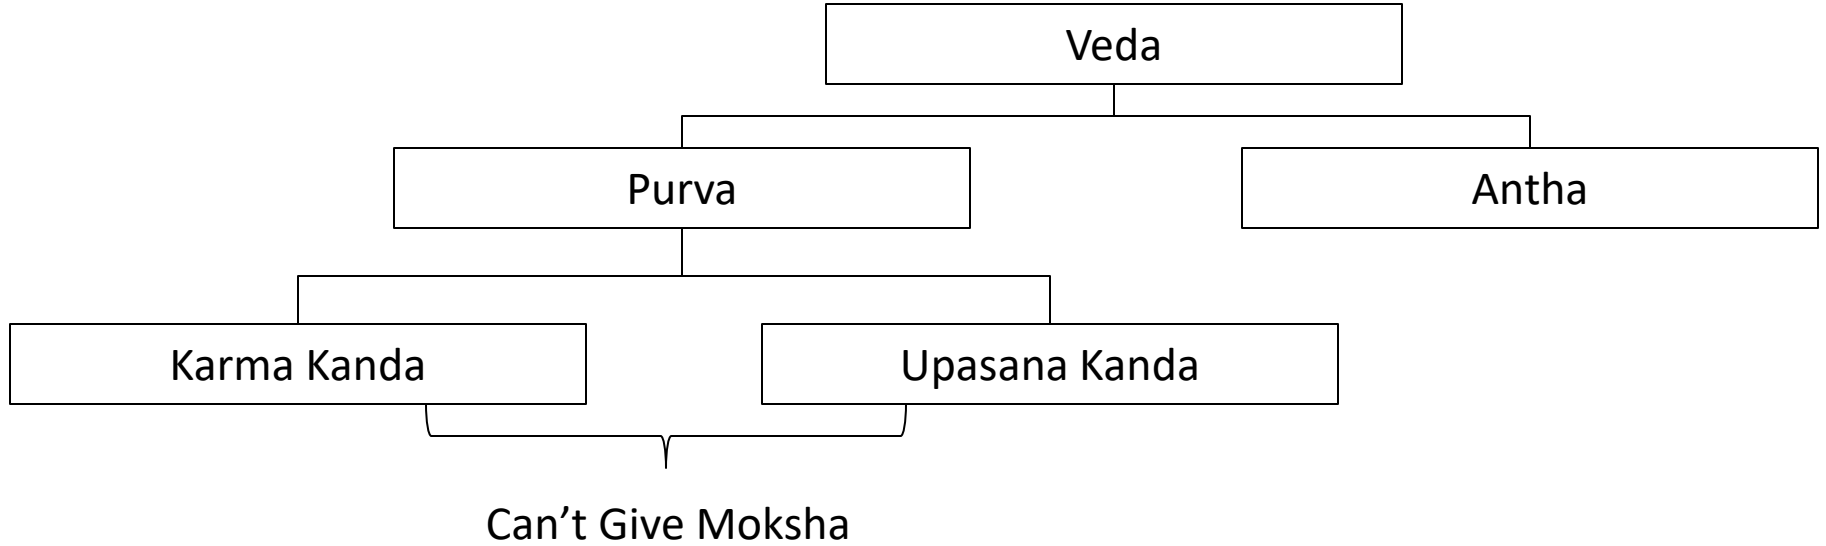 Veda
Purva
Antha
Karma Kanda
Upasana Kanda
Can’t Give Moksha